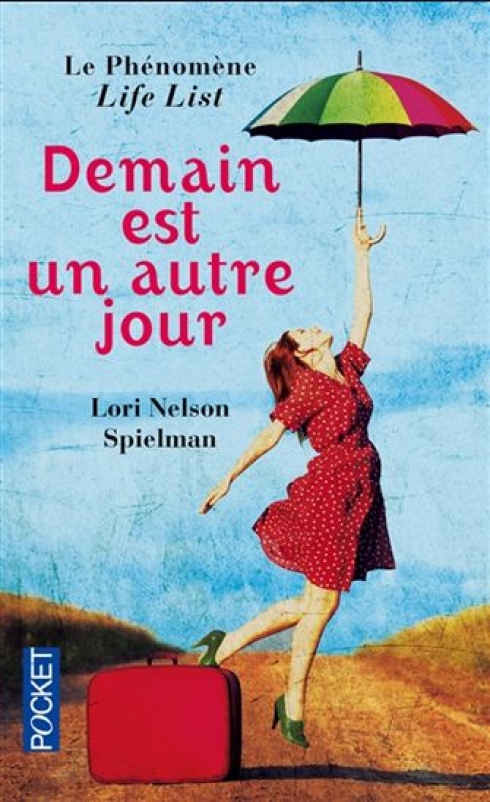 Le Phénomène
Life List
Demain
est
un autre
jour
Lori Nelson
Spielman
POCKET